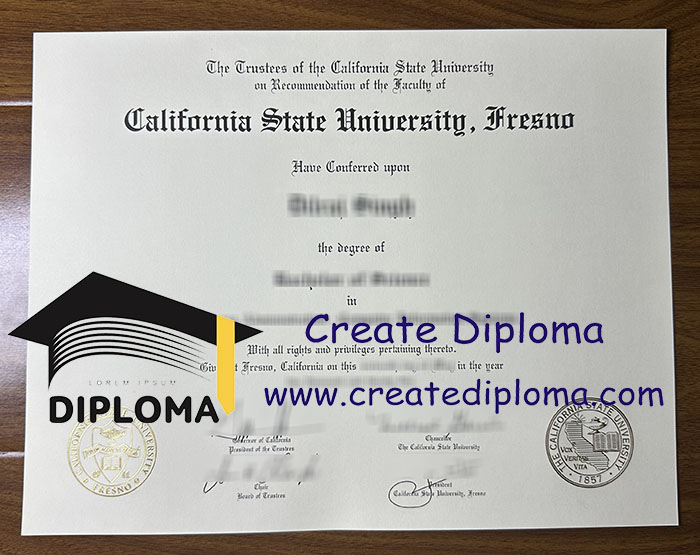 The Trustees of the California State University
on Recommendation of the Faculty of
California State University, Fresno
Have Conferred upon
the degree of
in
Create Diploma
With all rights and privileges pertaining thereto.
Fresno, California on this
in the year
www.creatediploma.com
LOREM IPSUM
DIPLOMA
Governor of California
President of the Trustees
Chancellor
The California State University
Chair
Board of Trustees
President
California State University, Fresno
FRESNO
THE CALIFORNIA STATE UNIVERSITY
VOX
VERITAS
VITA
1857